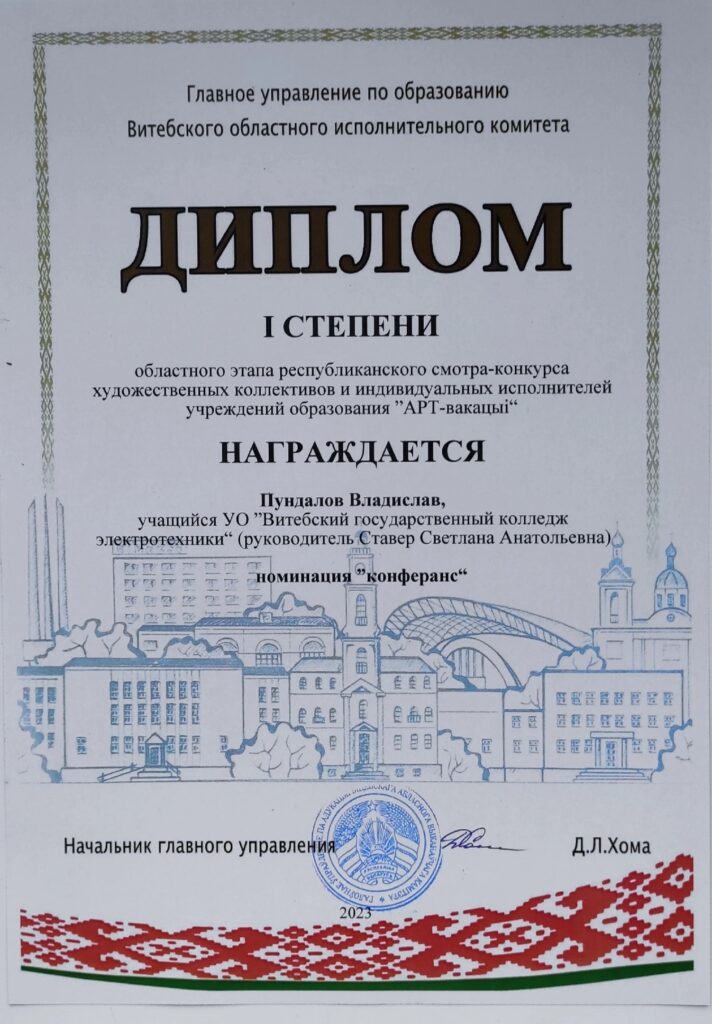 Главное управление по образованию
Витебского областного исполнительного комитета
ДИПЛОМ
I СТЕПЕНИ
областного этапа республиканского смотра-конкурса
художественных коллективов и индивидуальных исполнителей
учреждений образования ”АРТ-вакацыі“
НАГРАЖДАЕТСЯ
Пундалов Владислав,
учащийся УО ”Витебский государственный колледж
электротехники“ (руководитель Ставер Светлана Анатольевна)
номинация ”конферанс“
Начальник главного управления
Д.Л.Хома
2023